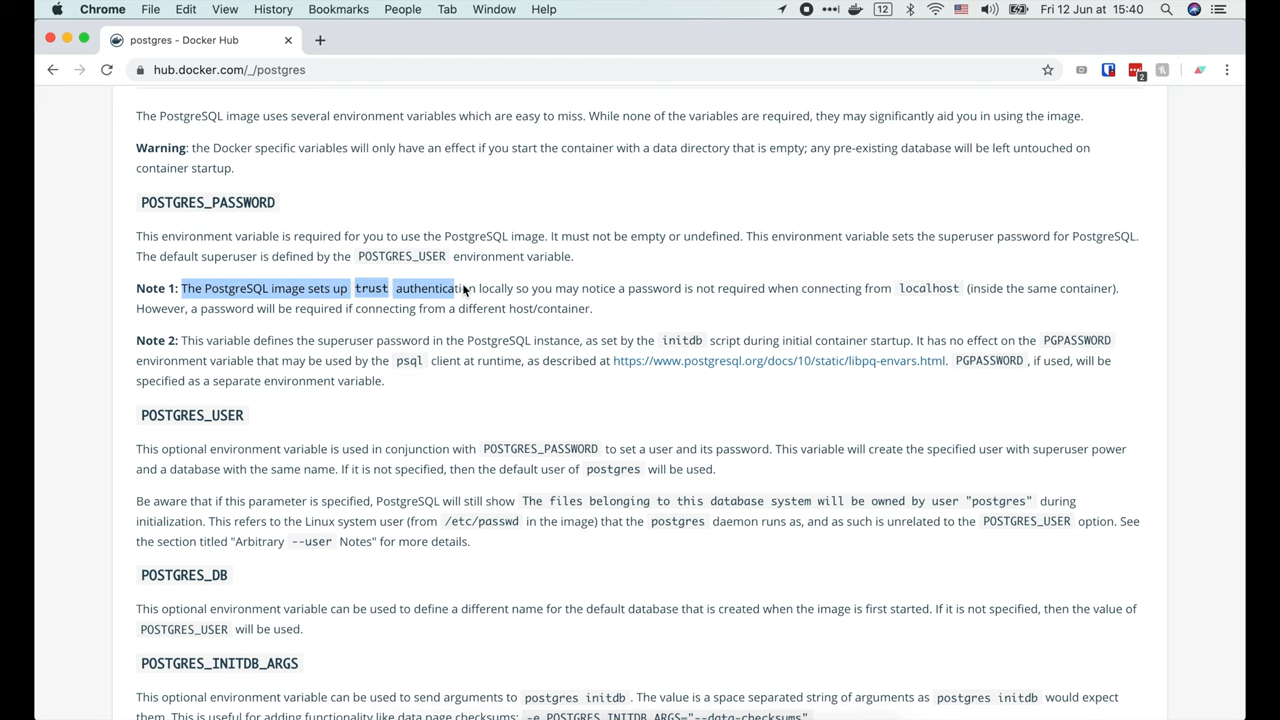 Chrome File Edit View History Bookmarks People Tab Window Help 12 Fri 12 Jun at 15:40
postgres - Docker Hub
hub.docker.com/_/postgres 2
The PostgreSQL image uses several environment variables which are easy to miss. While none of the variables are required, they may significantly aid you in using the image.
Warning: the Docker specific variables will only have an effect if you start the container with a data directory that is empty; any pre-existing database will be left untouched on
container startup.
POSTGRES_PASSWORD
This environment variable is required for you to use the PostgreSQL image. It must not be empty or undefined. This environment variable sets the superuser password for PostgreSQL.
The default superuser is defined by the POSTGRES_USER environment variable.
Note 1: The PostgreSQL image sets up trust authentication locally so you may notice a password is not required when connecting from localhost (inside the same container).
However, a password will be required if connecting from a different host/container.
Note 2: This variable defines the superuser password in the PostgreSQL instance, as set by the initdb script during initial container startup. It has no effect on the PGPASSWORD
environment variable that may be used by the psql client at runtime, as described at https://www.postgresql.org/docs/10/static/libpq-envars.html. PGPASSWORD, if used, will be
specified as a separate environment variable.
POSTGRES_USER
This optional environment variable is used in conjunction with POSTGRES_PASSWORD to set a user and its password. This variable will create the specified user with superuser power
and a database with the same name. If it is not specified, then the default user of postgres will be used.
Be aware that if this parameter is specified, PostgreSQL will still show The files belonging to this database system will be owned by user "postgres" during
initialization. This refers to the Linux system user (from /etc/passwd in the image) that the postgres daemon runs as, and as such is unrelated to the POSTGRES_USER option. See
the section titled "Arbitrary --user Notes" for more details.
POSTGRES_DB
This optional environment variable can be used to define a different name for the default database that is created when the image is first started. If it is not specified, then the value of
POSTGRES_USER will be used.
POSTGRES_INITDB_ARGS
This optional environment variable can be used to send arguments to postgres initdb. The value is a space separated string of arguments as postgres initdb would expect
them. This is useful for adding functionality like data page checksums: -e POSTGRES_INITDB_ARGS="--data-checksums".